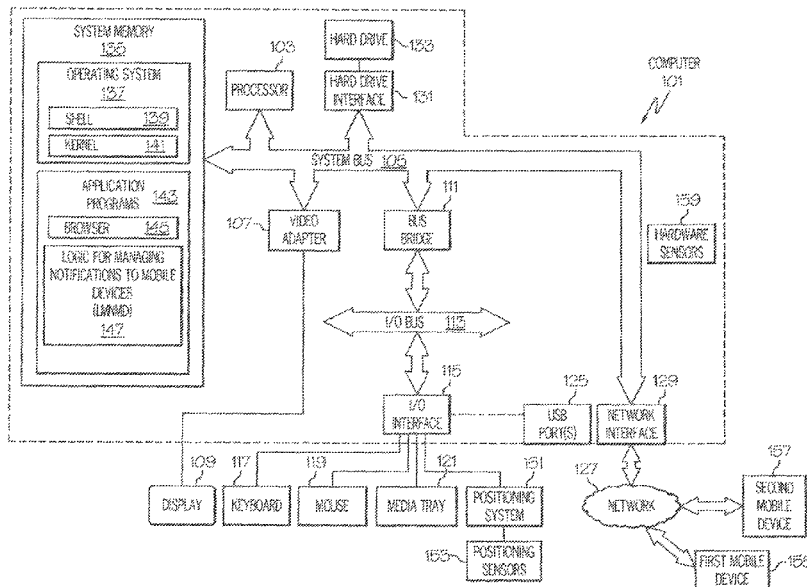 SYSTEM MEMORY
136
OPERATING SYSTEM
137
SHELL 139
KERNEL 141
APPLICATION
PROGRAMS 143
BROWSER 145
LOGIC FOR MANAGING
NOTIFICATIONS TO MOBILE
DEVICES
(LMNMD)
147
103
PROCESSOR
HARD DRIVE
133
HARD DRIVE
INTERFACE
131
COMPUTER
101
SYSTEM BUS 105
107
VIDEO
ADAPTER
111
BUS
BRIDGE
159
HARDWARE
SENSORS
I/O BUS 113
115
I/O
INTERFACE
125
USB
PORT(S)
129
NETWORK
INTERFACE
109
DISPLAY
117
KEYBOARD
119
MOUSE
121
MEDIA TRAY
151
POSITIONING
SYSTEM
153
POSITIONING
SENSORS
127
NETWORK
157
SECOND
MOBILE
DEVICE
FIRST MOBILE
DEVICE
155